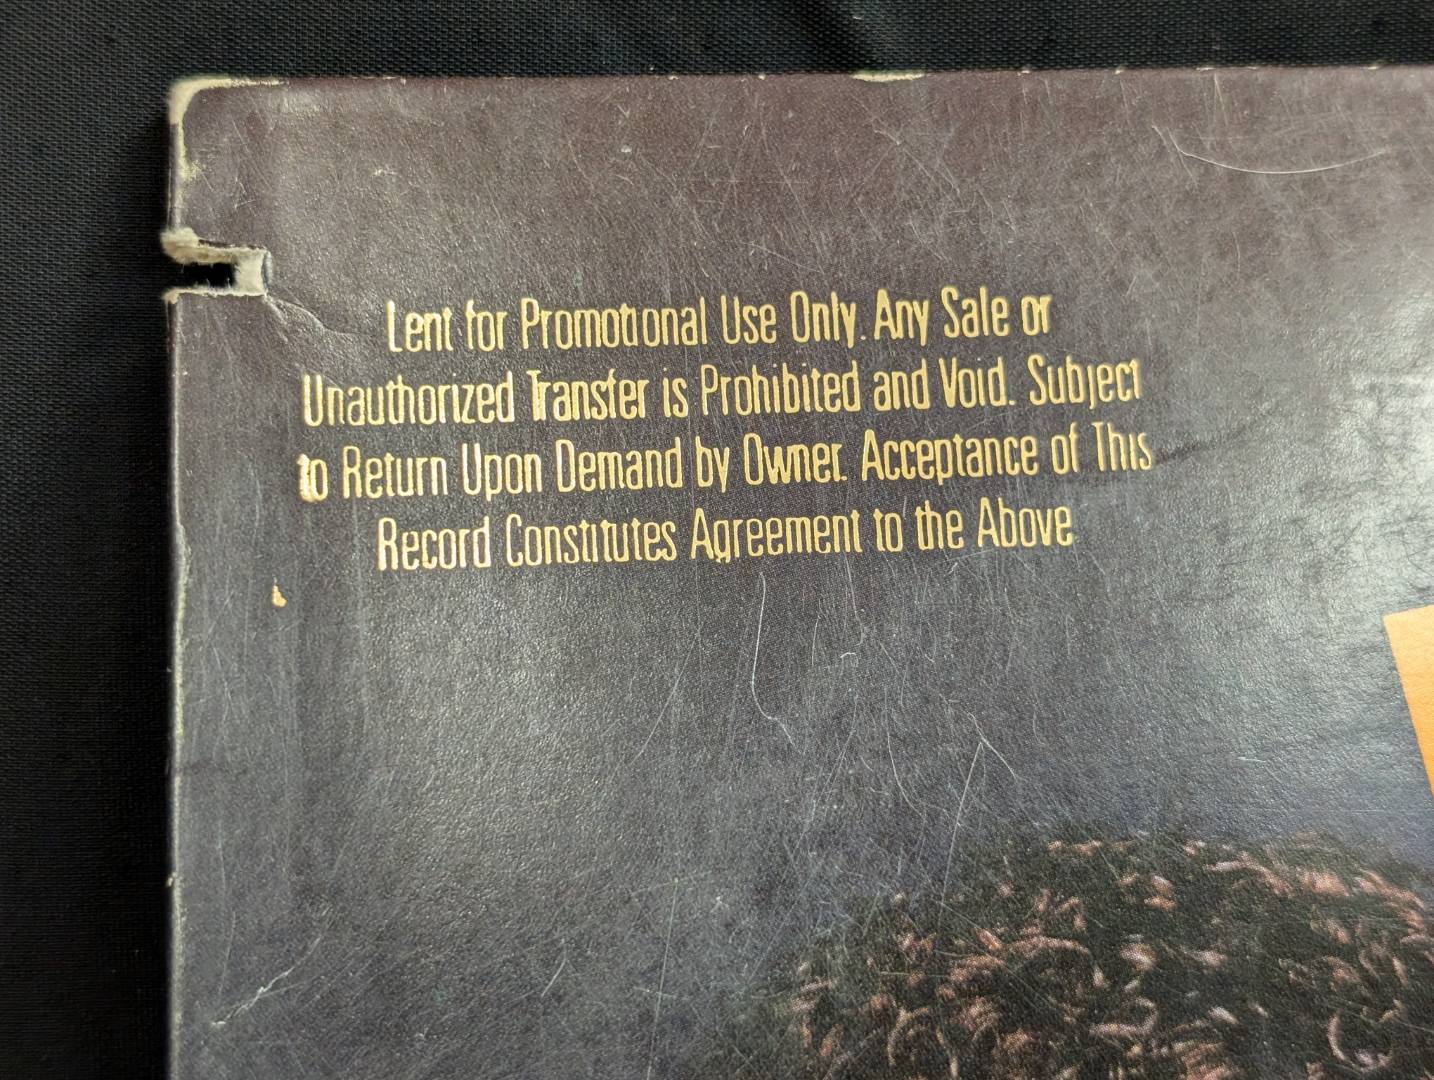 Lent for Promotional Use Only. Any Sale or
Unauthorized Transfer is Prohibited and Void. Subject
to Return Upon Demand by Owner. Acceptance of This
Record Constitutes Agreement to the Above